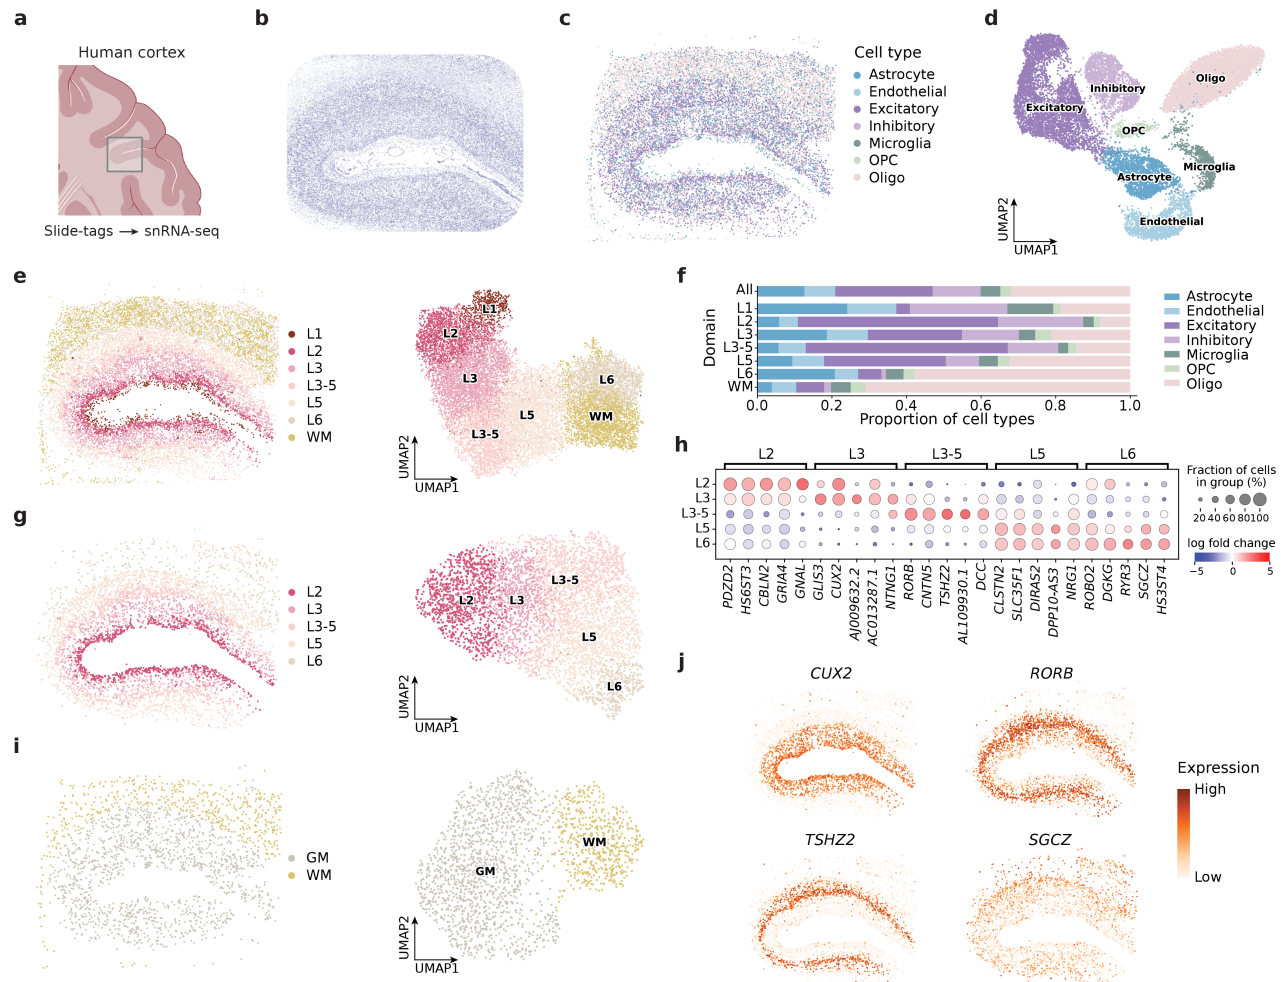 a
Human cortex
Slide-tags → snRNA-seq
b
c
Cell type
Astrocyte
Endothelial
Excitatory
Inhibitory
Microglia
OPC
Oligo
d
Excitatory
Inhibitory
Oligo
OPC
Microglia
Astrocyte
Endothelial
UMAP2
UMAP1
e
L1
L2
L3
L3-5
L5
L6
WM
L1
L2
L3
L6
L5
WM
L3-5
UMAP2
UMAP1
f
Domain
All
L1
L2
L3
L3-5
L5
L6
WM
0.0 0.2 0.4 0.6 0.8 1.0
Proportion of cell types
Astrocyte
Endothelial
Excitatory
Inhibitory
Microglia
OPC
Oligo
g
L2
L3
L3-5
L5
L6
L3-5
L2
L3
L5
L6
UMAP2
UMAP1
h
L2 L3 L3-5 L5 L6
L2
L3
L3-5
L5
L6
PDZD2
HS6ST3
CBLN2
GRIA4
GNAL
GLIS3
CUX2
AJ009632.2
AC013287.1
NTNG1
RORB
CNTN5
TSHZ2
AL109930.1
DCC
CLSTN2
SLC35F1
DIRAS2
DPP10-AS3
NRG1
ROBO2
DGKG
RYR3
SGCZ
HS3ST4
Fraction of cells
in group (%)
20 40 60 80100
log fold change
−5 0 5
i
GM
WM
WM
GM
UMAP2
UMAP1
j
CUX2
RORB
TSHZ2
SGCZ
Expression
High
Low